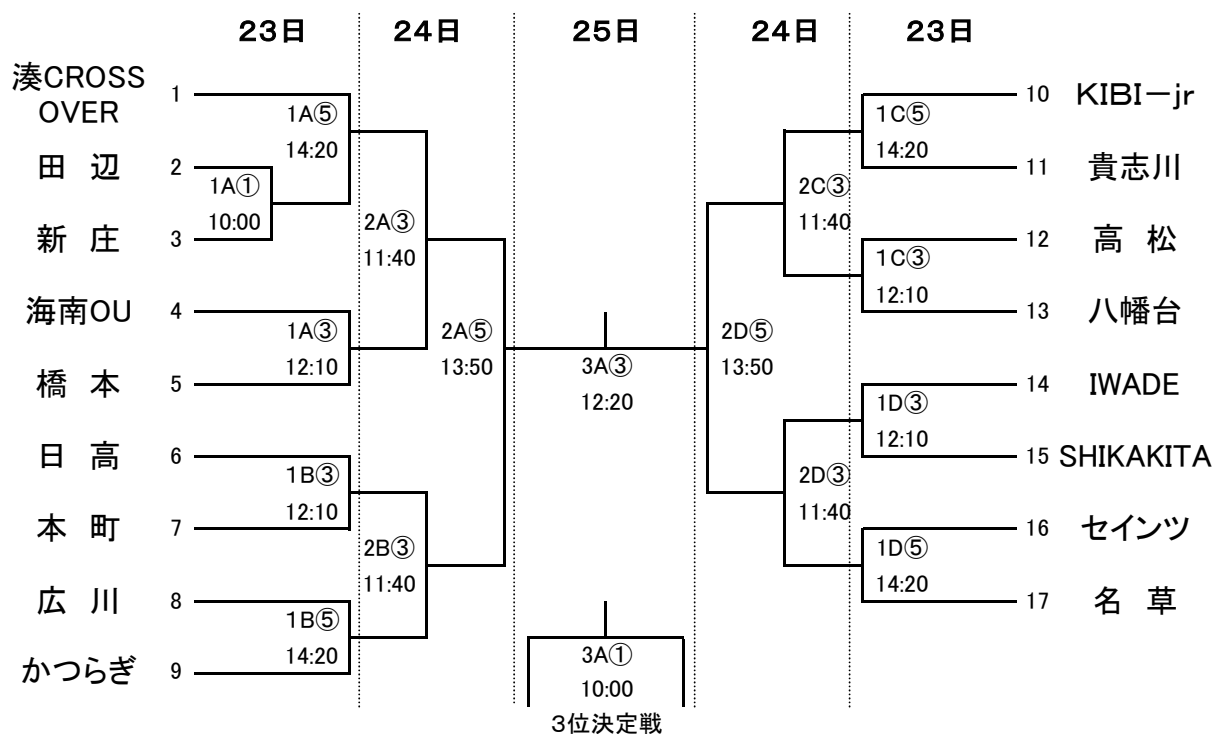 23日 24日 25日 24日 23日
湊CROSS
OVER 1
1A⑤
14:20
田 辺 2
1A①
10:00
新 庄 3
2A③
11:40
海南OU 4
1A③
12:10
橋 本 5
2A⑤
13:50
日 高 6
1B③
12:10
本 町 7
2B③
11:40
広 川 8
1B⑤
14:20
かつらぎ 9
3A③
12:20
3A①
10:00
3位決定戦
10 KIBI－jr
1C⑤
14:20
11 貴志川
2C③
11:40
12 高 松
1C③
12:10
13 八幡台
2D⑤
13:50
14 IWADE
1D③
12:10
15 SHIKAKITA
2D③
11:40
16 セインツ
1D⑤
14:20
17 名 草